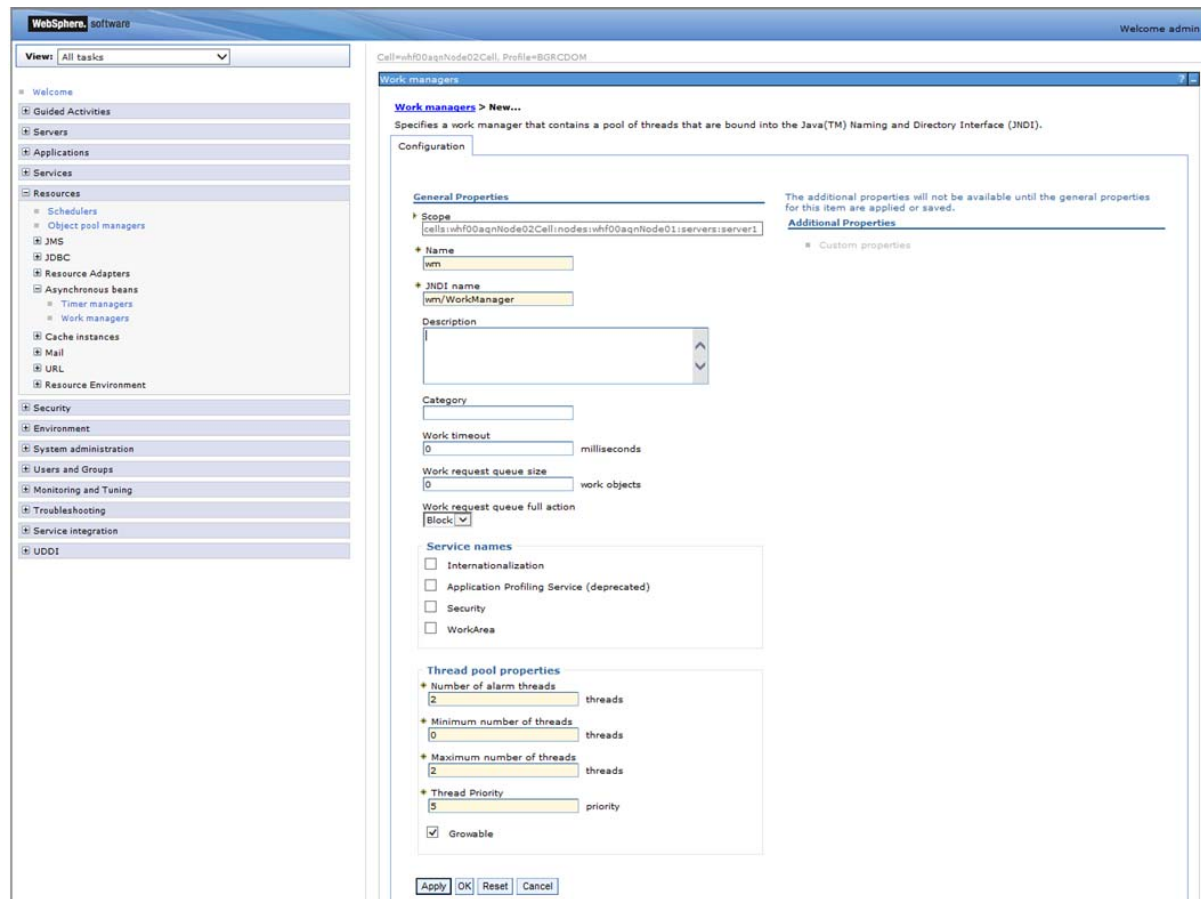 WebSphere. software
Welcome admin
View: All tasks
Cell=whf00aqnNode02Cell, Profile=BGRCDOM
Work managers
? -
Welcome
Guided Activities
Servers
Applications
Services
Resources
Schedulers
Object pool managers
JMS
JDBC
Resource Adapters
Asynchronous beans
Timer managers
Work managers
Cache instances
Mail
URL
Resource Environment
Security
Environment
System administration
Users and Groups
Monitoring and Tuning
Troubleshooting
Service integration
UDDI
Work managers > New...
Specifies a work manager that contains a pool of threads that are bound into the Java(TM) Naming and Directory Interface (JNDI).
Configuration
General Properties
Scope
cells:whf00aqnNode02Cell:nodes:whf00aqnNode01:servers:server1
Name
wm
JNDI name
wm/WorkManager
Description
Category
Work timeout
0 milliseconds
Work request queue size
0 work objects
Work request queue full action
Block
Service names
Internationalization
Application Profiling Service (deprecated)
Security
WorkArea
Thread pool properties
Number of alarm threads
2 threads
Minimum number of threads
0 threads
Maximum number of threads
2 threads
Thread Priority
5 priority
Growable
Apply OK Reset Cancel
The additional properties will not be available until the general properties
for this item are applied or saved.
Additional Properties
Custom properties